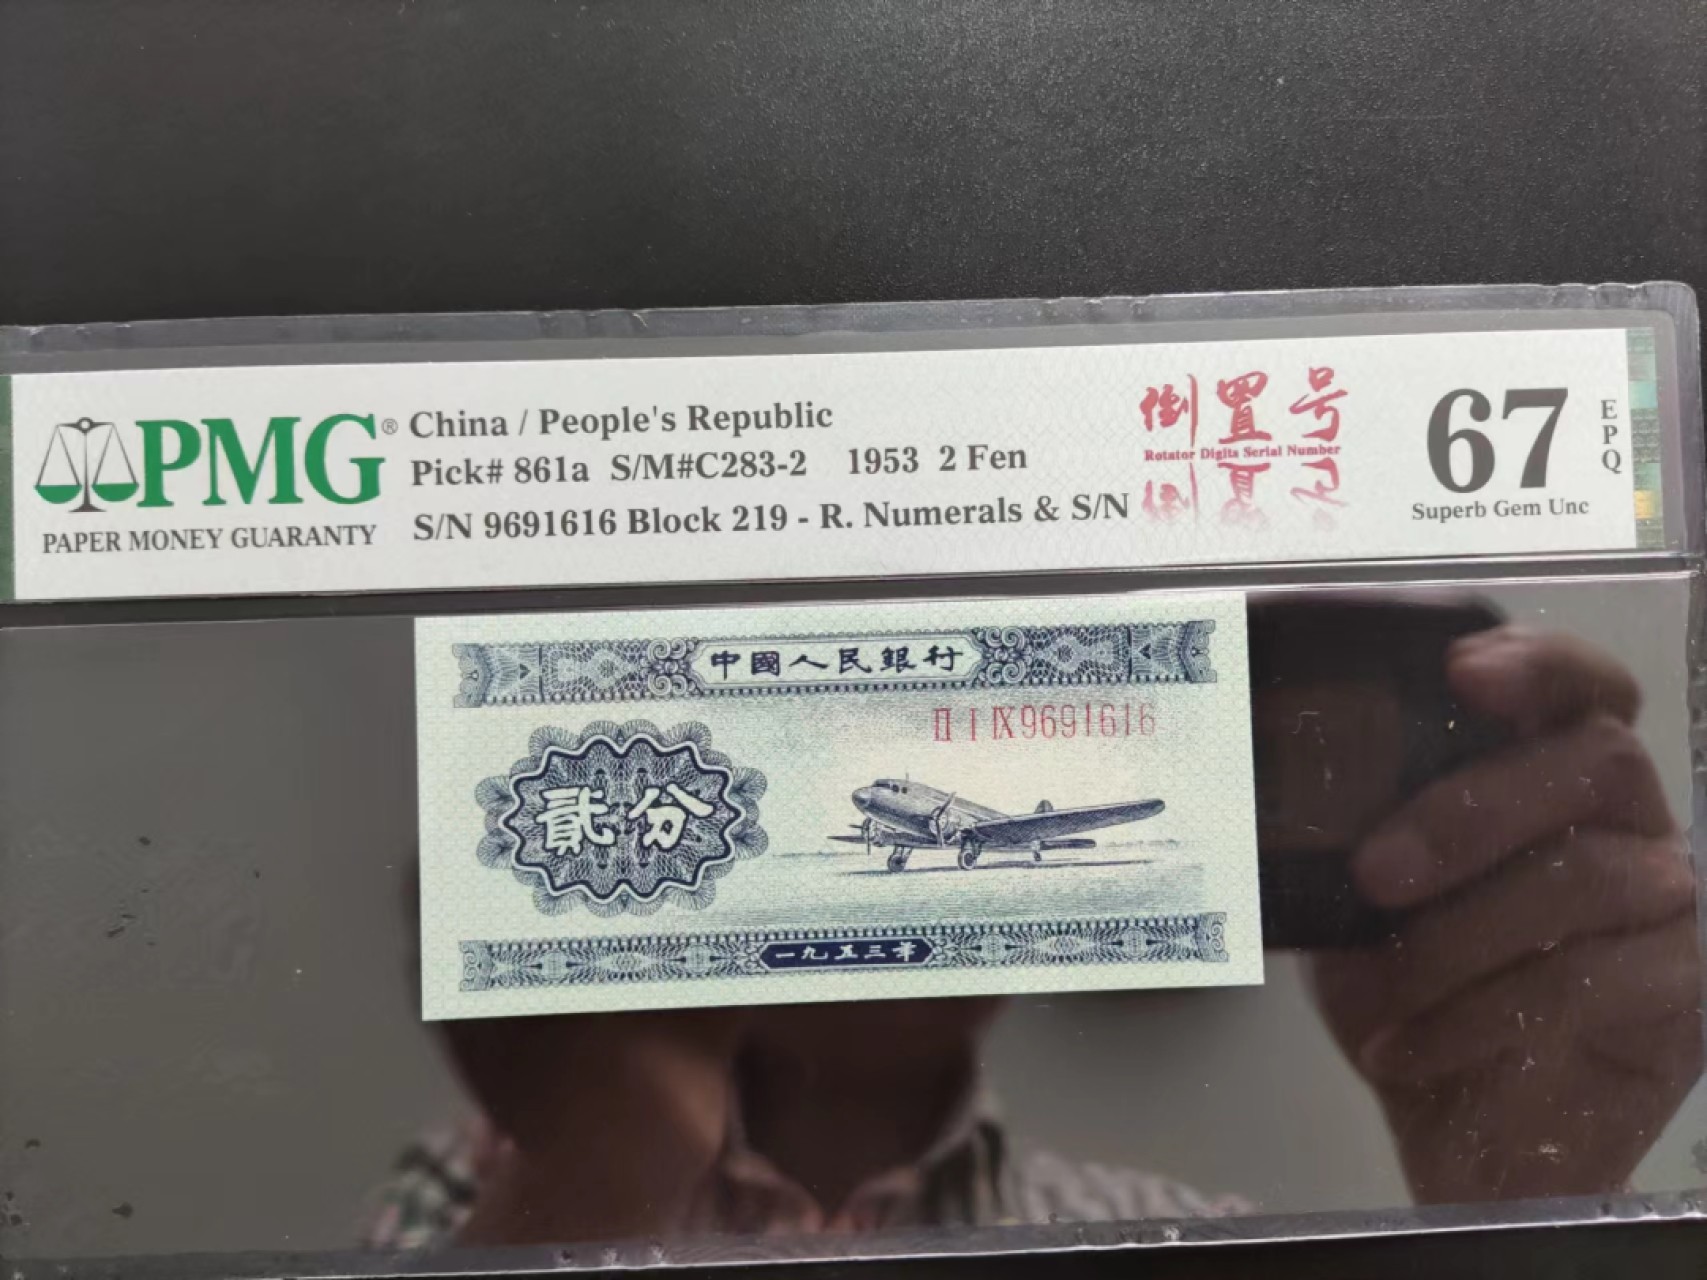 PMG®
PAPER MONEY GUARANTY
China / People's Republic
Pick# 861a S/M#C283-2 1953 2 Fen
S/N 9691616 Block 219 - R. Numerals & S/N
倒置号
Rotator Digits Serial Number
67
EPQ
Superb Gem Unc
中國人民銀行
II I IX 9691616
貳分
一九五三年